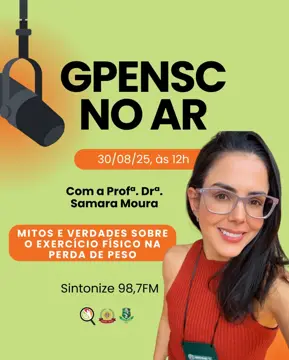 GPENSC
NO AR
30/08/25, às 12h
Com a Profª. Drª.
Samara Moura
MITOS E VERDADES SOBRE
O EXERCÍCIO FÍSICO NA
PERDA DE PESO
Sintonize 98,7FM